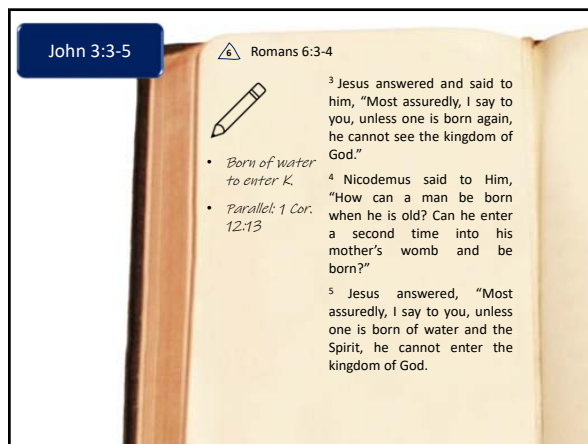 John 3:3-5
6 Romans 6:3-4
• Born of water
to enter K.
• Parallel: 1 Cor.
12:13
3 Jesus answered and said to
him, “Most assuredly, I say to
you, unless one is born again,
he cannot see the kingdom of
God.”
4 Nicodemus said to Him,
“How can a man be born
when he is old? Can he enter
a second time into his
mother’s womb and be
born?”
5 Jesus answered, “Most
assuredly, I say to you, unless
one is born of water and the
Spirit, he cannot enter the
kingdom of God.